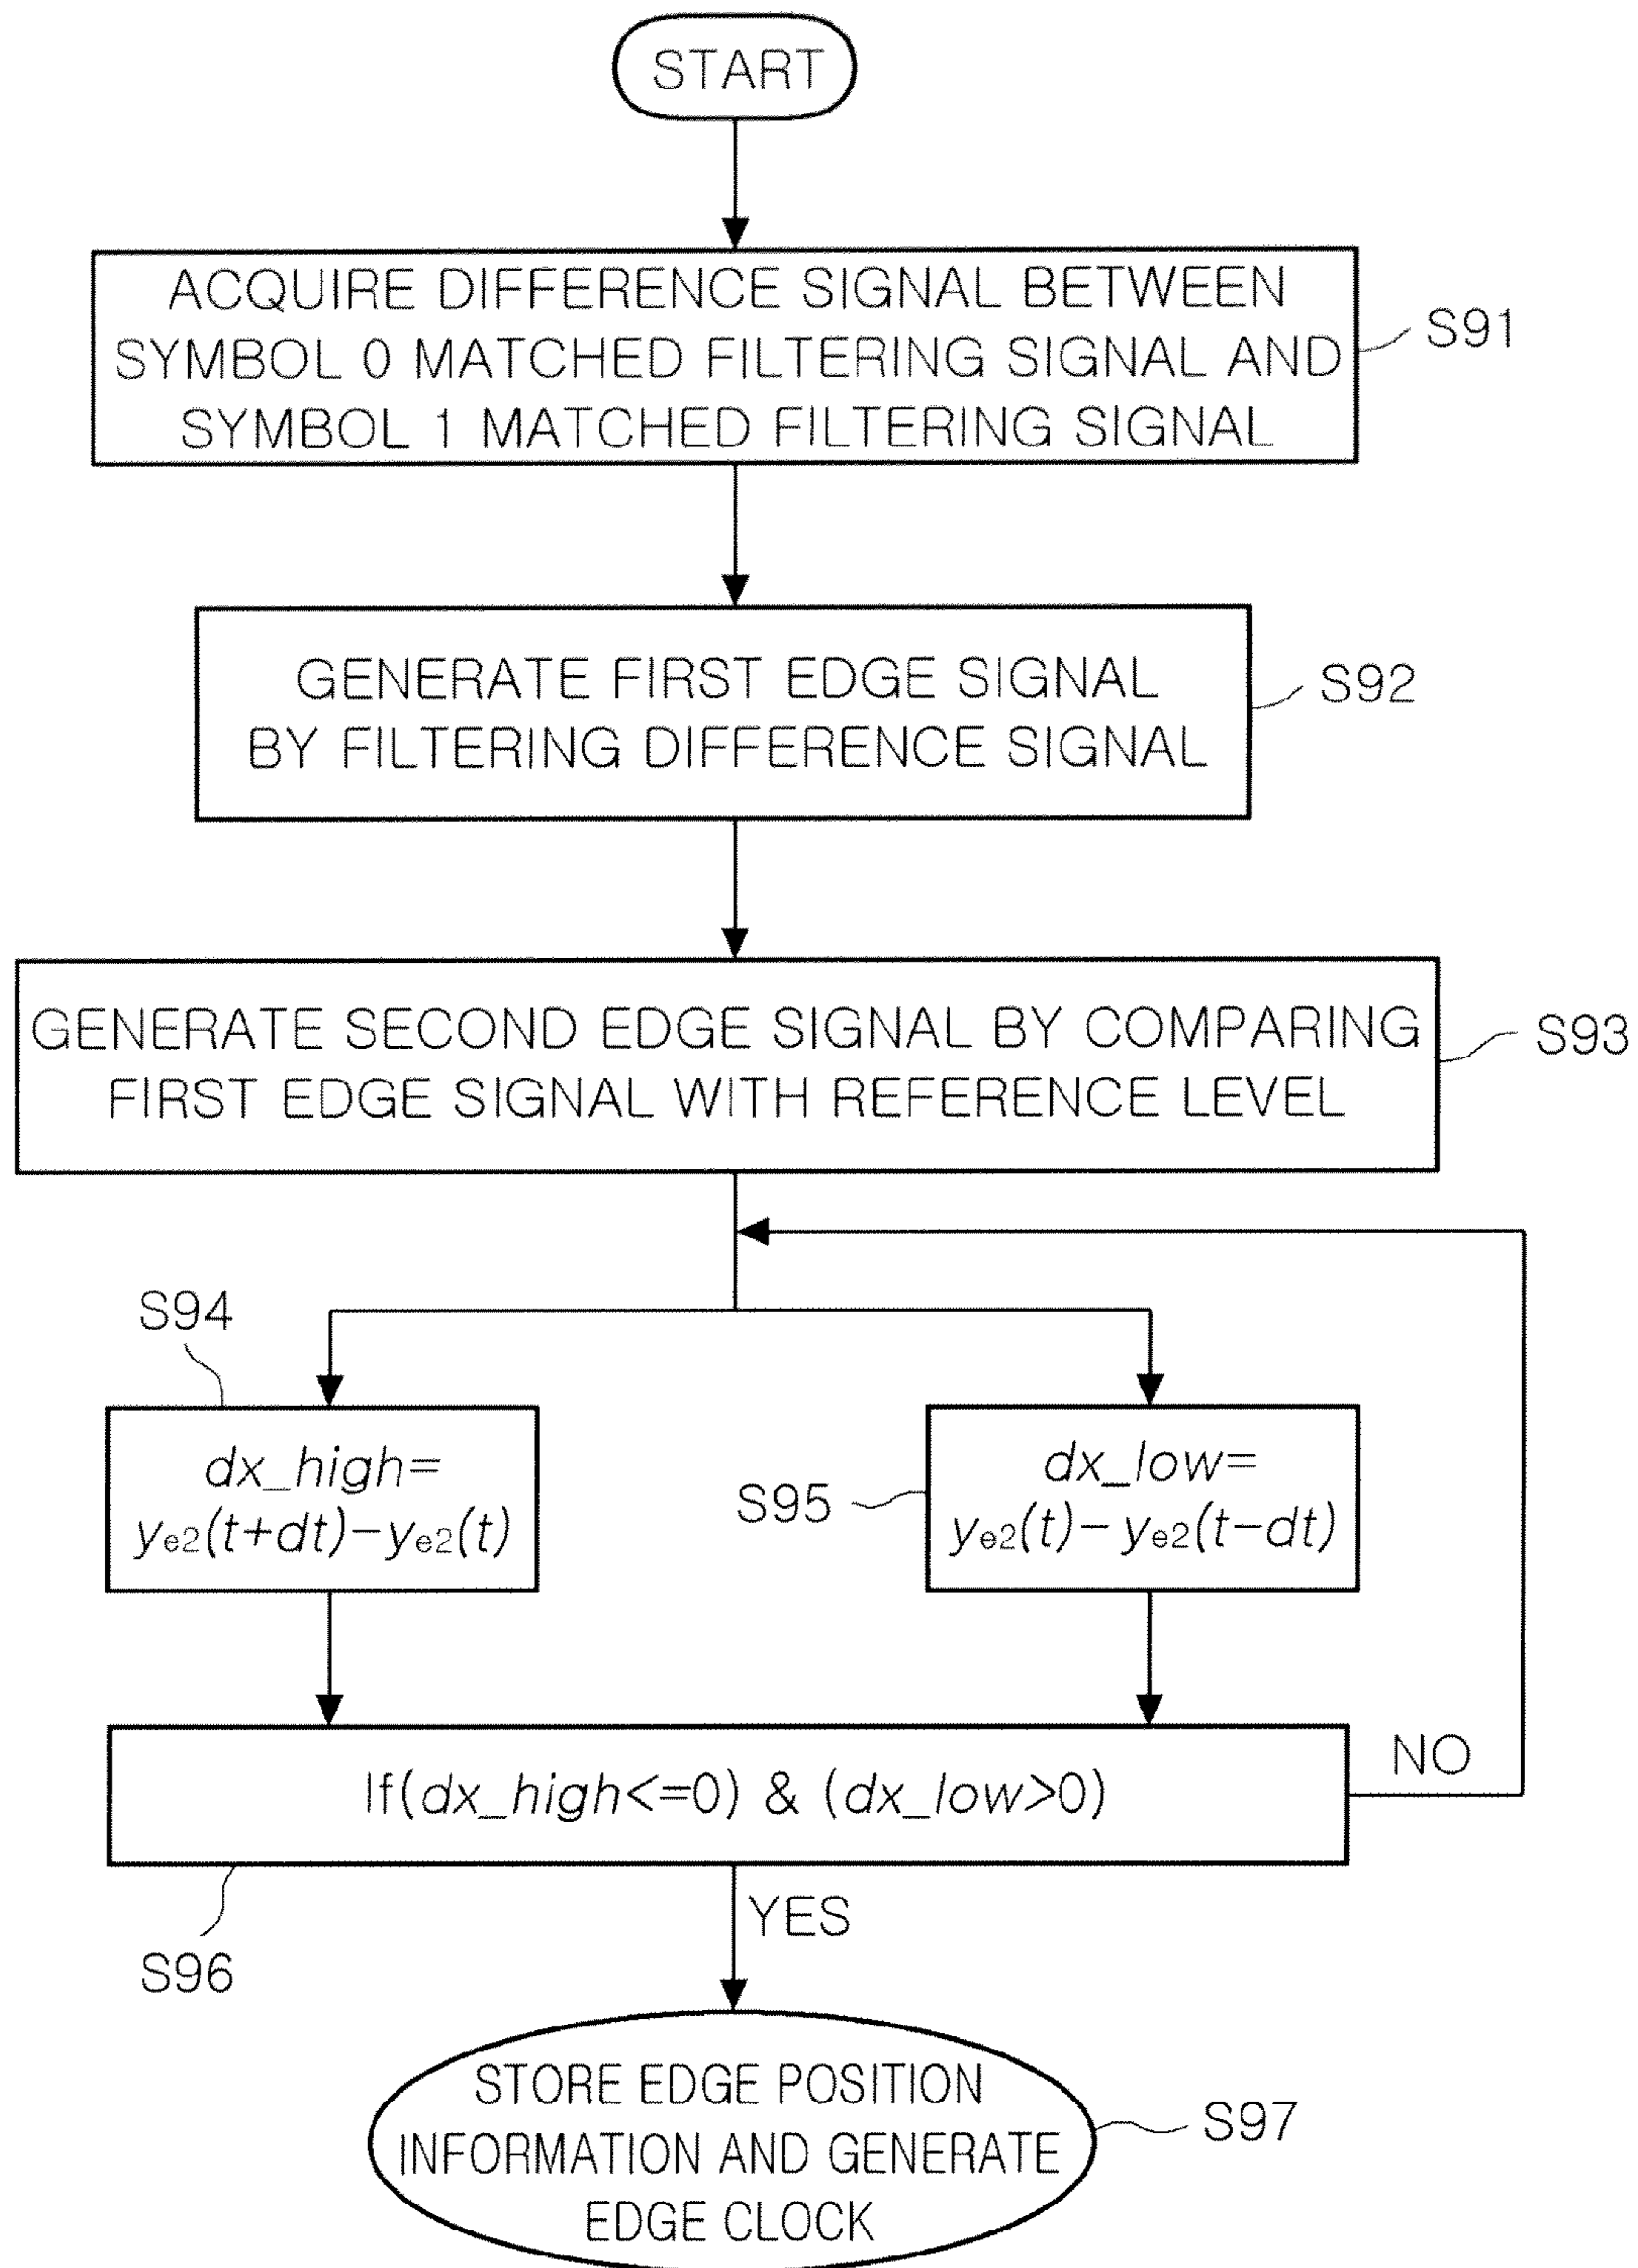 START
ACQUIRE DIFFERENCE SIGNAL BETWEEN
SYMBOL 0 MATCHED FILTERING SIGNAL AND
SYMBOL 1 MATCHED FILTERING SIGNAL
S91
GENERATE FIRST EDGE SIGNAL
BY FILTERING DIFFERENCE SIGNAL
S92
GENERATE SECOND EDGE SIGNAL BY COMPARING
FIRST EDGE SIGNAL WITH REFERENCE LEVEL
S93
S94
dx_high=
ye2(t+dt)-ye2(t)
S95
dx_low=
ye2(t)-ye2(t-dt)
If(dx_high<=0) & (dx_low>0)
NO
S96
YES
STORE EDGE POSITION
INFORMATION AND GENERATE
EDGE CLOCK
S97